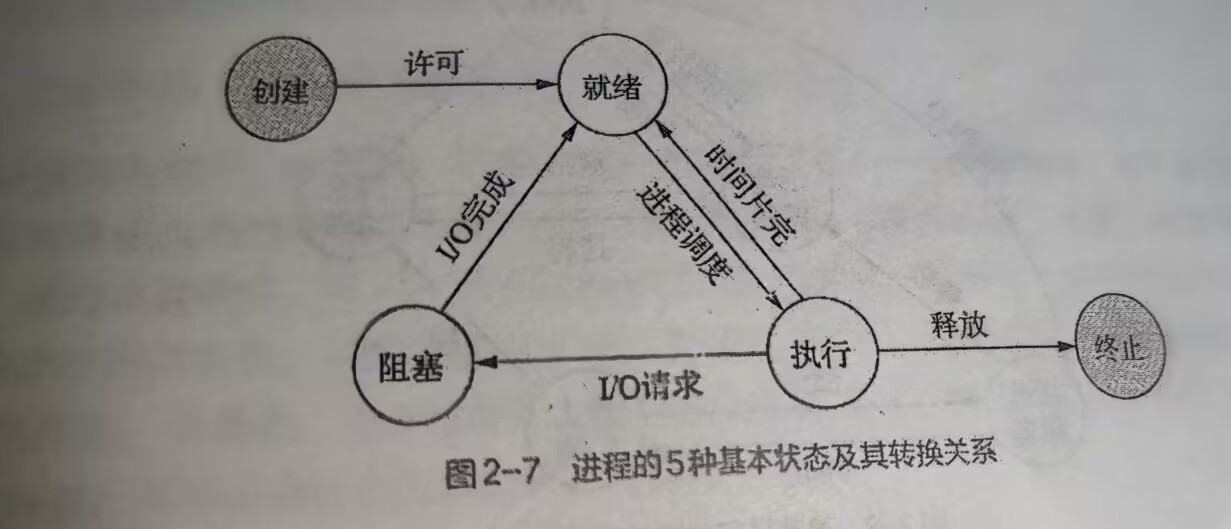 创建
许可
就绪
I/O完成
进程调度
时间片完
阻塞
I/O请求
执行
释放
终止
图2-7 进程的5种基本状态及其转换关系